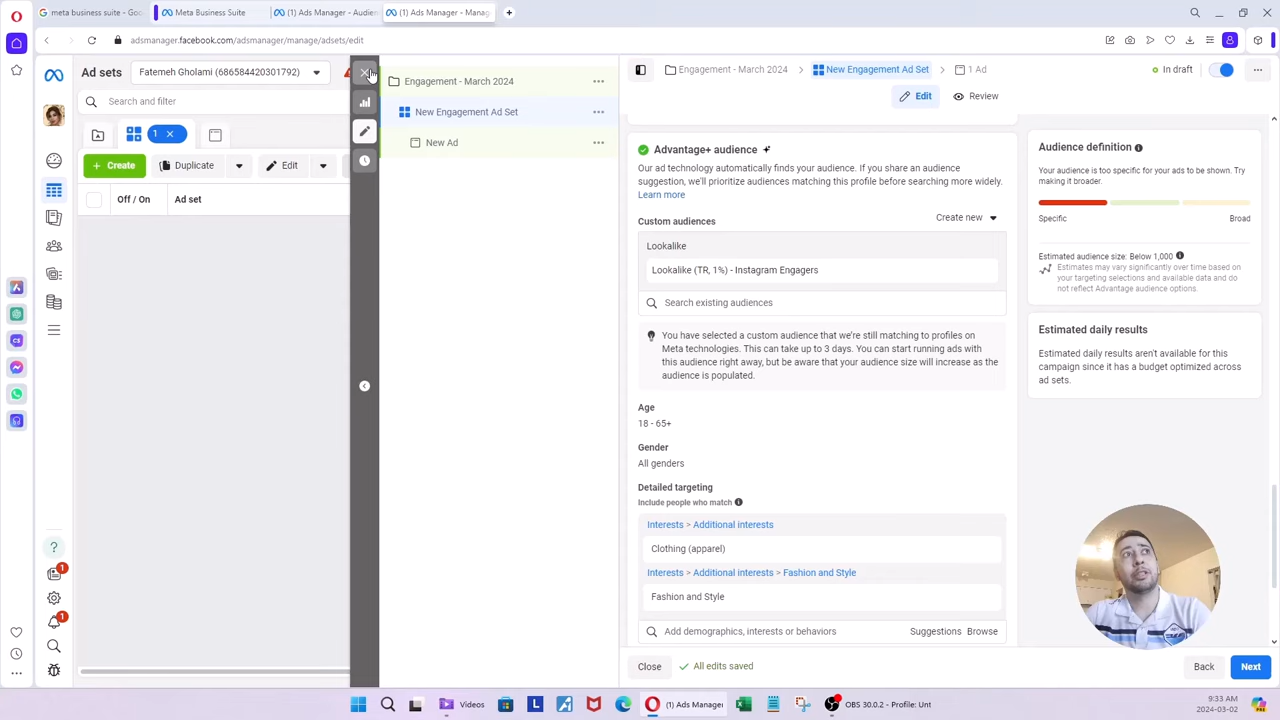 meta business suite - Goo
Meta Business Suite
(1) Ads Manager - Audien
(1) Ads Manager - Manag
adsmanager.facebook.com/adsmanager/manage/adsets/edit
Ad sets
Fatemeh Gholami (686584420301792)
Search and filter
1
Create
Duplicate
Edit
Off / On
Ad set
Engagement - March 2024
New Engagement Ad Set
New Ad
Engagement - March 2024
New Engagement Ad Set
1 Ad
In draft
Edit
Review
Advantage+ audience
Our ad technology automatically finds your audience. If you share an audience
suggestion, we'll prioritize audiences matching this profile before searching more widely.
Learn more
Custom audiences
Create new
Lookalike
Lookalike (TR, 1%) - Instagram Engagers
Search existing audiences
You have selected a custom audience that we're still matching to profiles on
Meta technologies. This can take up to 3 days. You can start running ads with
this audience right away, but be aware that your audience size will increase as the
audience is populated.
Age
18 - 65+
Gender
All genders
Detailed targeting
Include people who match
Interests > Additional interests
Clothing (apparel)
Interests > Additional interests > Fashion and Style
Fashion and Style
Add demographics, interests or behaviors
Suggestions
Browse
Close
All edits saved
Back
Next
Audience definition
Your audience is too specific for your ads to be shown. Try
making it broader.
Specific
Broad
Estimated audience size: Below 1,000
Estimates may vary significantly over time based on
your targeting selections and available data and do
not reflect Advantage audience options.
Estimated daily results
Estimated daily results aren't available for this
campaign since it has a budget optimized across
ad sets.
1
1
Videos
(1) Ads Manager
OBS 30.0.2 - Profile: Unt
9:33 AM
2024-03-02